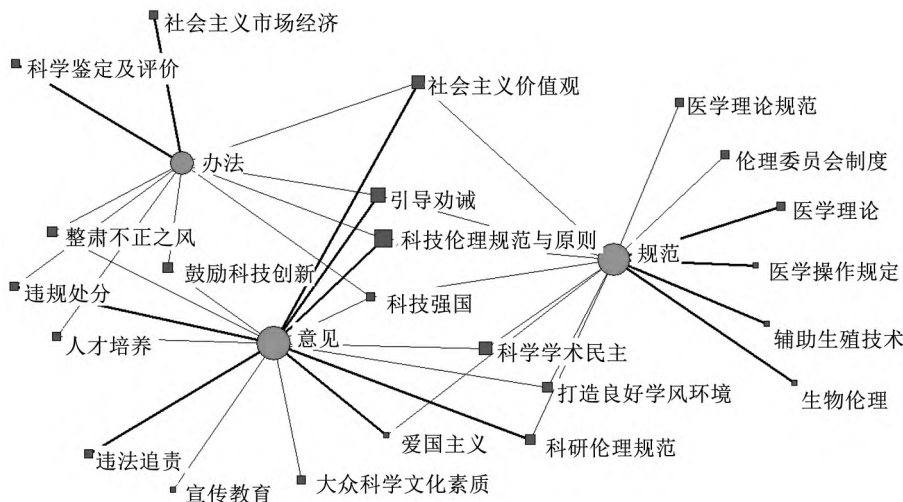 社会主义市场经济
科学鉴定及评价
社会主义价值观
医学理论规范
办法
伦理委员会制度
引导劝诫
医学理论
整肃不正之风
科技伦理规范与原则
规范
鼓励科技创新
医学操作规定
违规处分
科技强国
人才培养
意见
科学学术民主
辅助生殖技术
打造良好学风环境
生物伦理
违法追责
爱国主义
科研伦理规范
宣传教育
大众科学文化素质